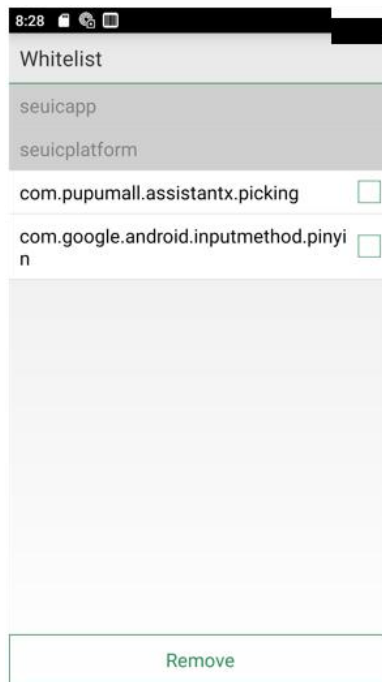 8:28
Whitelist
seuicapp
seuicplatform
com.pupumall.assistantx.picking
com.google.android.inputmethod.pinyi
n
Remove